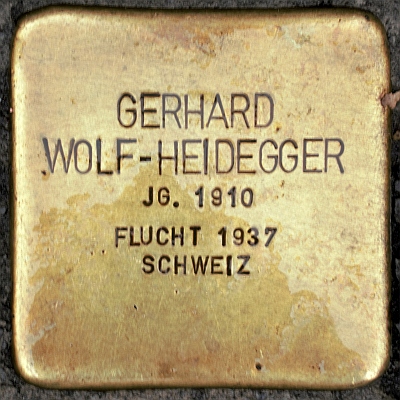 GERHARD
WOLF-HEIDEGGER
JG. 1910
FLUCHT 1937
SCHWEIZ